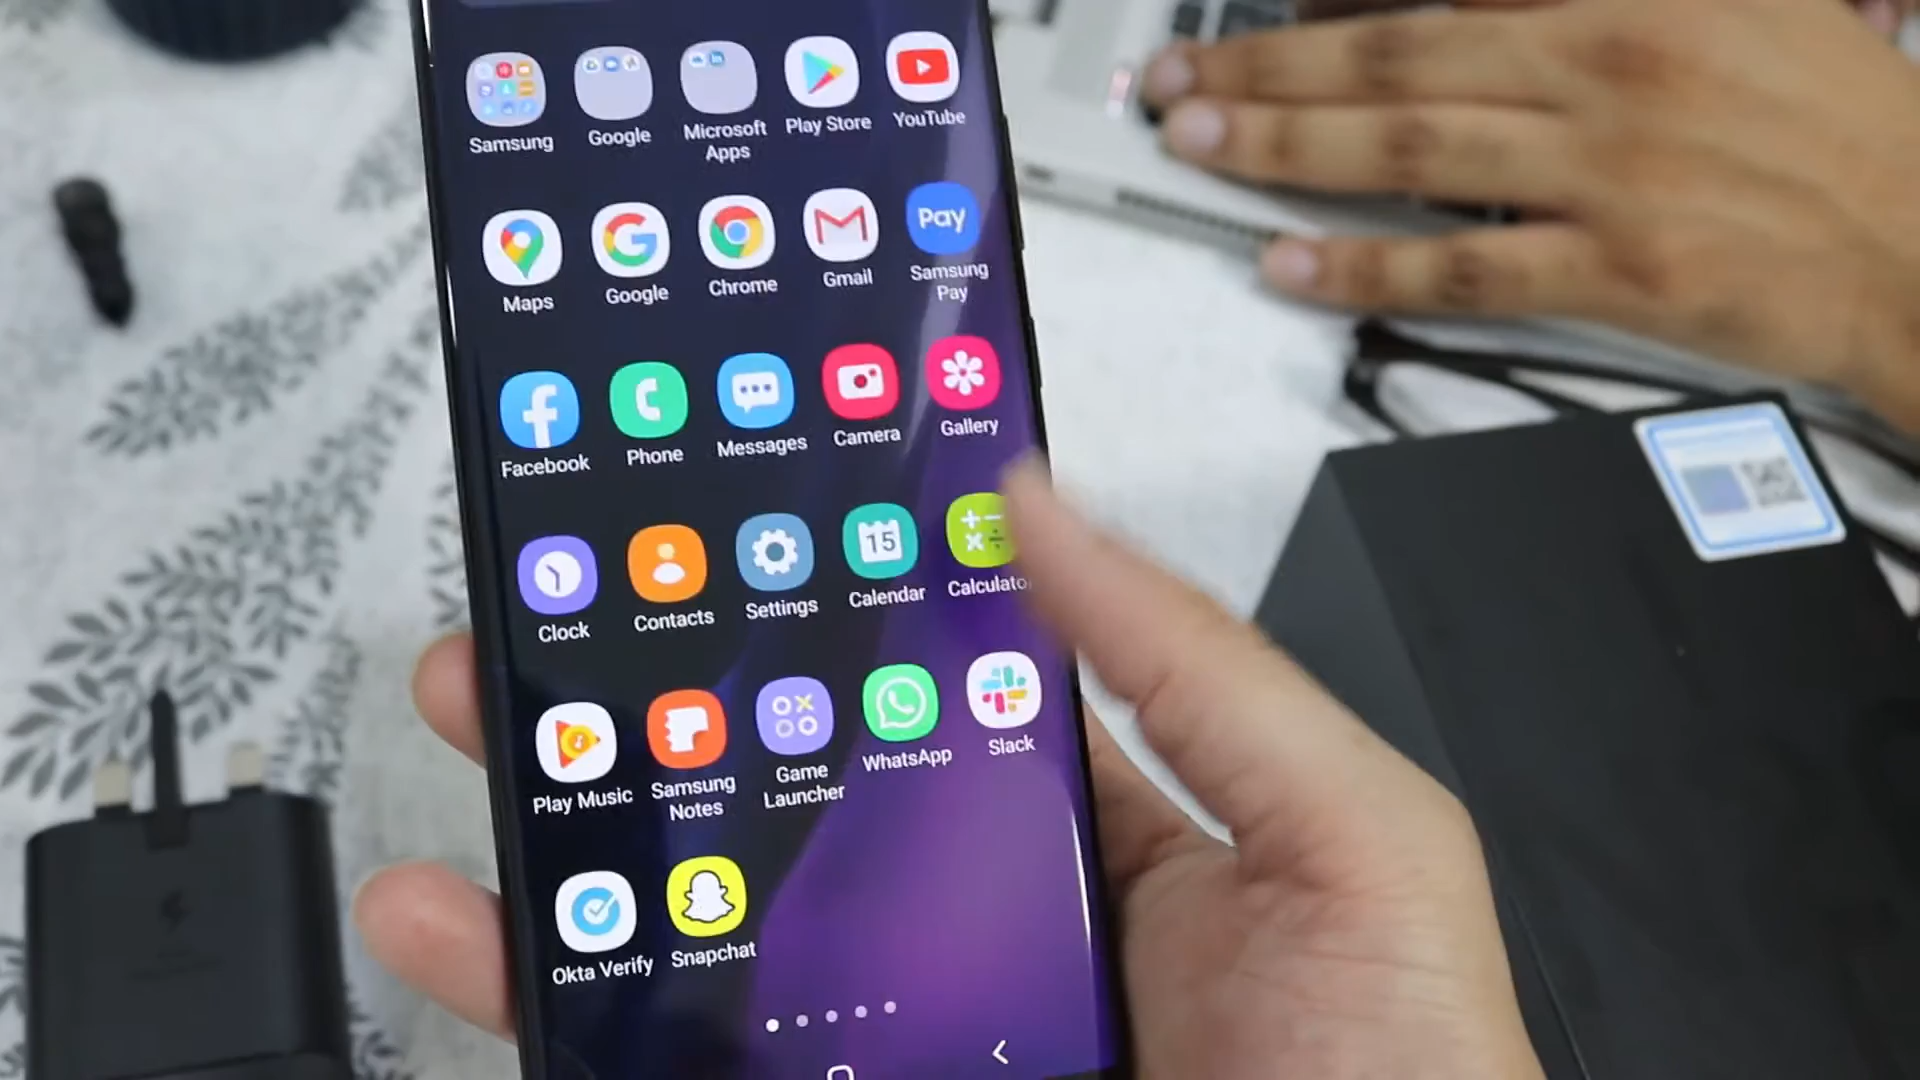 Samsung
Google
Microsoft
Apps
Play Store
YouTube
Maps
Google
Chrome
Gmail
Pay
Samsung
Pay
Facebook
Phone
Messages
Camera
Gallery
Clock
Contacts
Settings
15
Calendar
Calculator
Play Music
Samsung
Notes
Game
Launcher
WhatsApp
Slack
Okta Verify
Snapchat